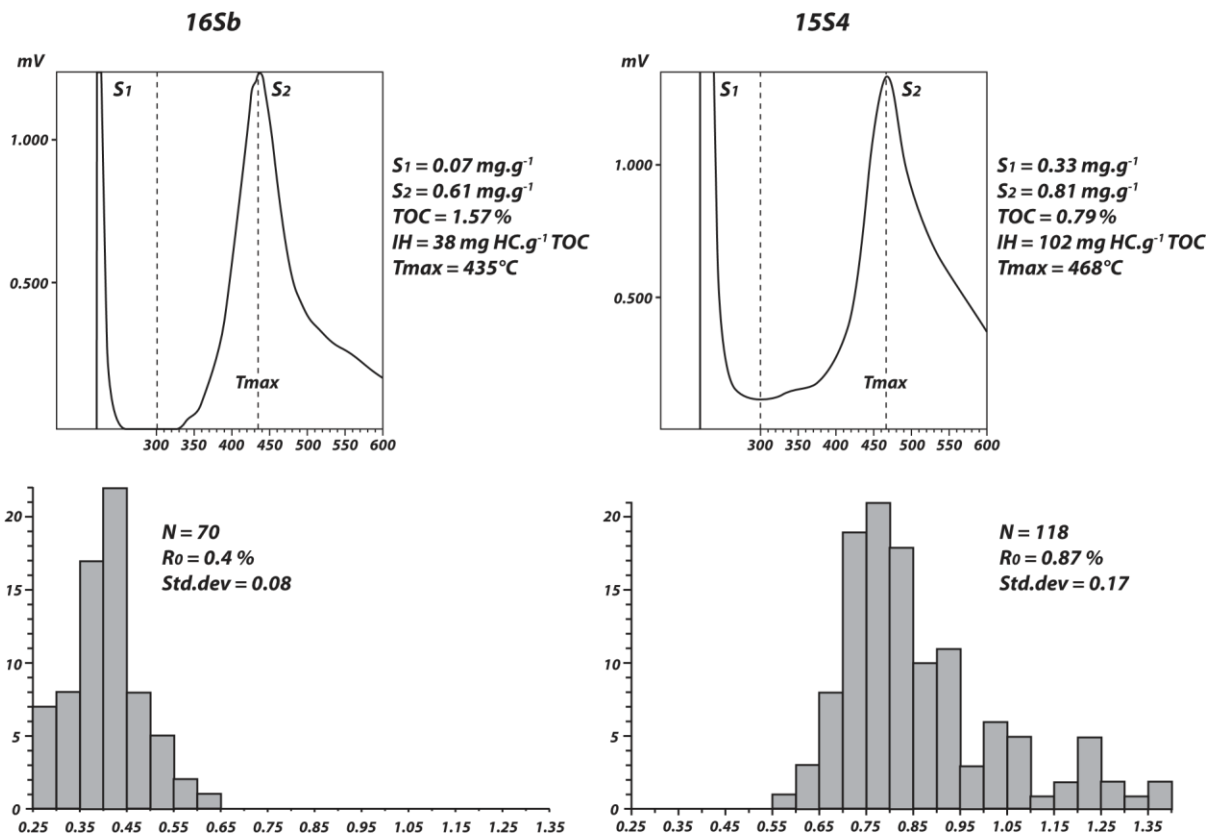 16Sb
mV
S1
S2
1.000
0.500
Tmax
300 350 400 450 500 550 600
S1 = 0.07 mg.g-1
S2 = 0.61 mg.g-1
TOC = 1.57 %
IH = 38 mg HC.g-1 TOC
Tmax = 435°C
15S4
mV
S1
S2
1.000
0.500
Tmax
300 350 400 450 500 550 600
S1 = 0.33 mg.g-1
S2 = 0.81 mg.g-1
TOC = 0.79 %
IH = 102 mg HC.g-1 TOC
Tmax = 468°C
20
15
10
5
0
N = 70
R0 = 0.4 %
Std.dev = 0.08
0.25 0.35 0.45 0.55 0.65 0.75 0.85 0.95 1.05 1.15 1.25 1.35
20
15
10
5
0
N = 118
R0 = 0.87 %
Std.dev = 0.17
0.25 0.35 0.45 0.55 0.65 0.75 0.85 0.95 1.05 1.15 1.25 1.35